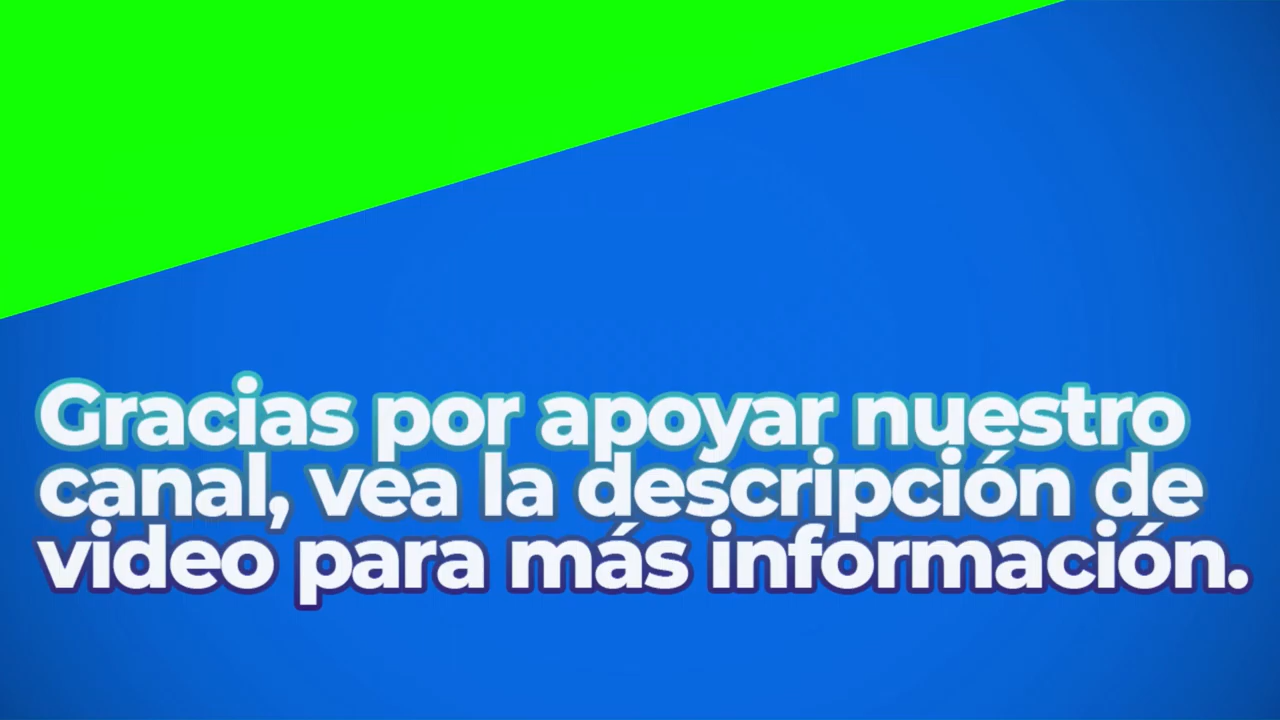 Gracias por apoyar nuestro
canal, vea la descripción de
video para más información.